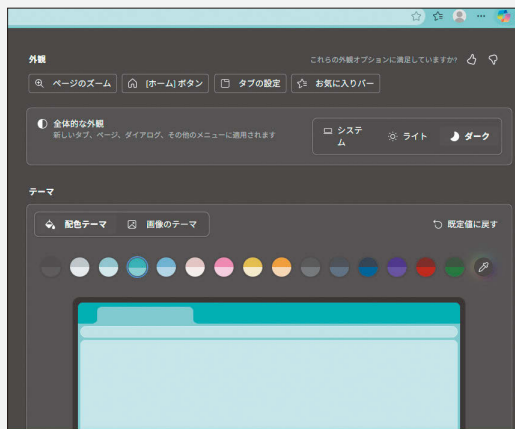 外観
これらの外観オプションに満足していますか?
ページのズーム
[ホーム] ボタン
タブの設定
お気に入りバー
全体的な外観
新しいタブ、ページ、ダイアログ、その他のメニューに適用されます
システム
ライト
ダーク
テーマ
配色テーマ
画像のテーマ
既定値に戻す